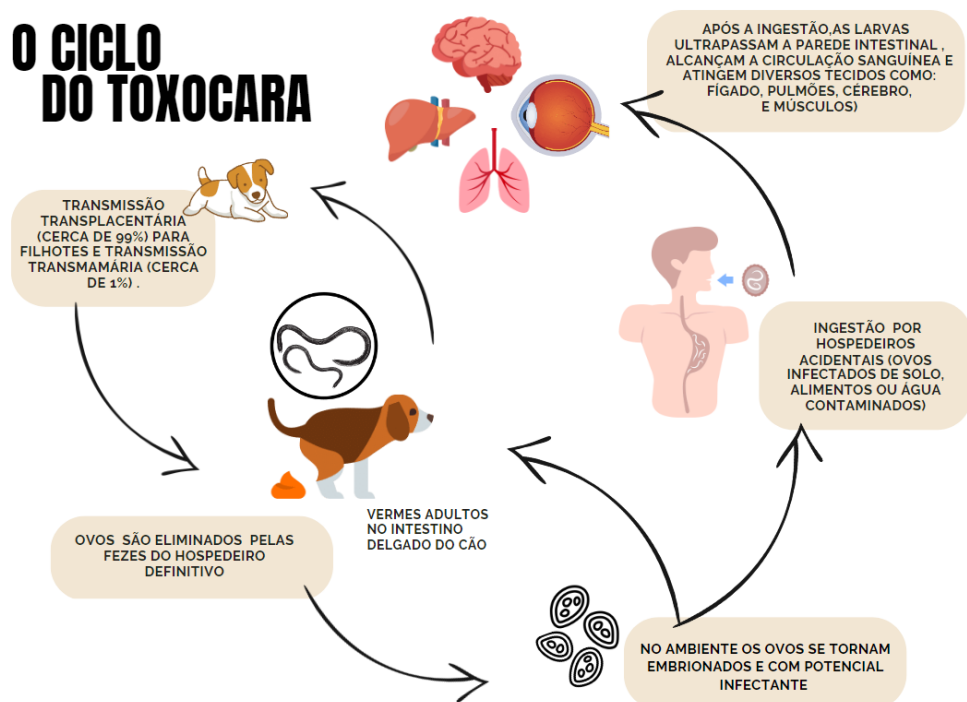 O CICLO
DO TOXOCARA
APÓS A INGESTÃO,AS LARVAS
ULTRAPASSAM A PAREDE INTESTINAL ,
ALCANÇAM A CIRCULAÇÃO SANGUÍNEA E
ATINGEM DIVERSOS TECIDOS COMO:
FÍGADO, PULMÕES, CÉREBRO,
E MÚSCULOS)
TRANSMISSÃO
TRANSPLACENTÁRIA
(CERCA DE 99%) PARA
FILHOTES E TRANSMISSÃO
TRANSMAMÁRIA (CERCA
DE 1%) .
INGESTÃO POR
HOSPEDEIROS
ACIDENTAIS (OVOS
INFECTADOS DE SOLO,
ALIMENTOS OU ÁGUA
CONTAMINADOS)
VERMES ADULTOS
NO INTESTINO
DELGADO DO CÃO
OVOS SÃO ELIMINADOS PELAS
FEZES DO HOSPEDEIRO
DEFINITIVO
NO AMBIENTE OS OVOS SE TORNAM
EMBRIONADOS E COM POTENCIAL
INFECTANTE